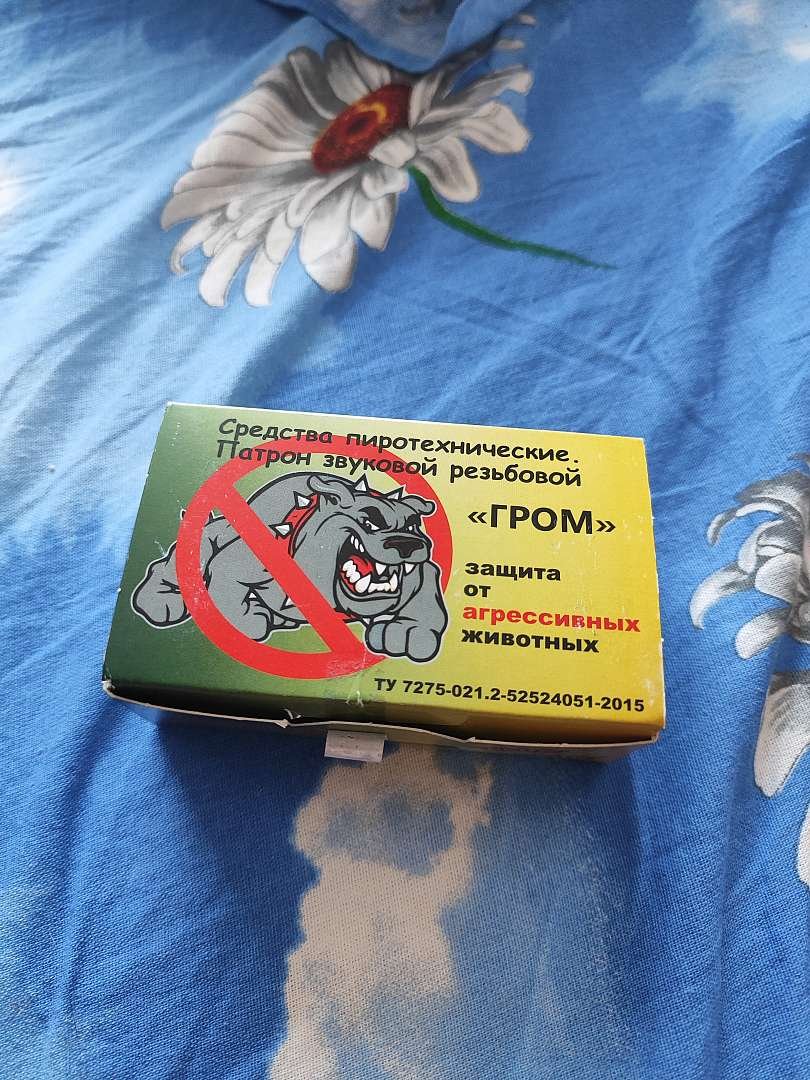 Средства пиротехнические.
Патрон звуковой резьбовой
«ГРОМ»
защита
от
агрессивных
животных
ТУ 7275-021.2-52524051-2015